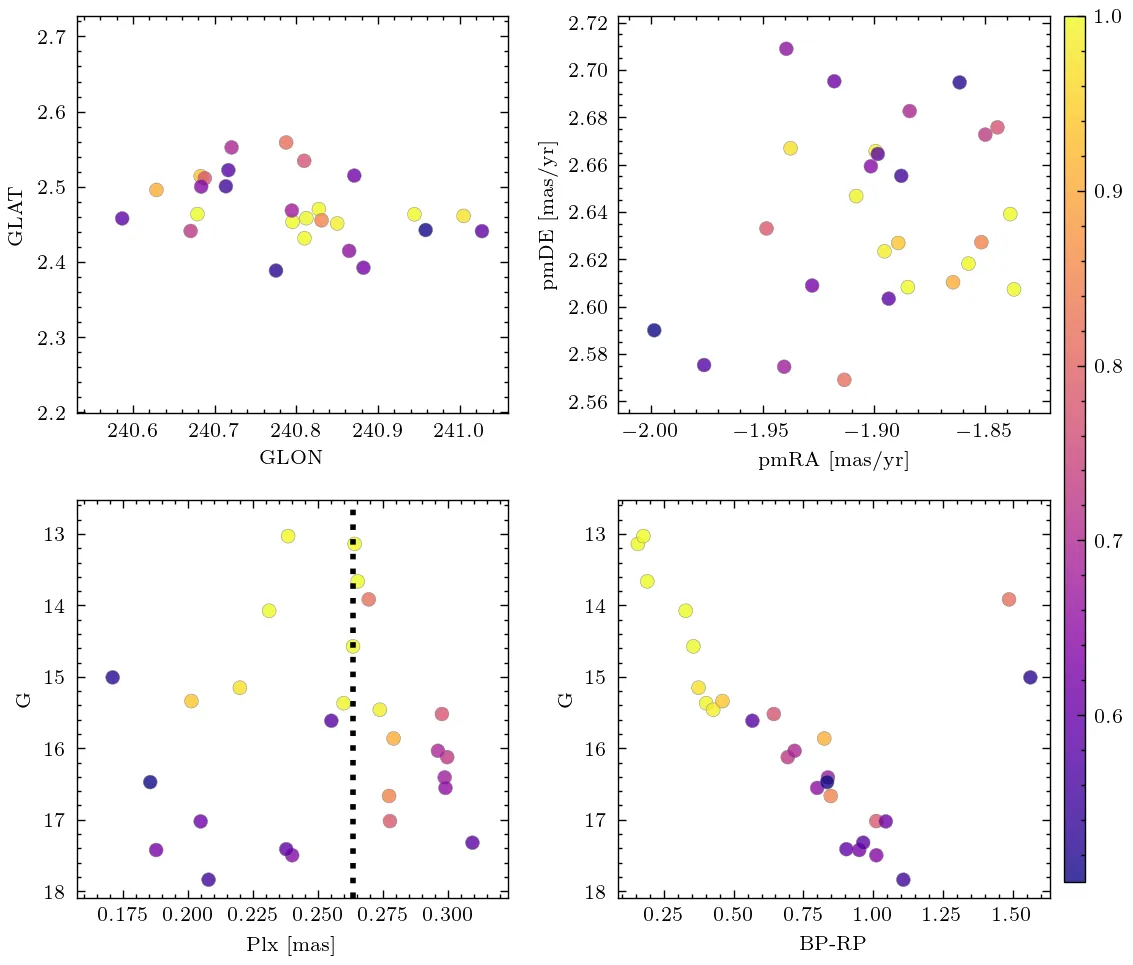 2.7
2.6
2.5
2.4
2.3
2.2
GLAT
240.6 240.7 240.8 240.9 241.0
GLON
2.72
2.70
2.68
2.66
2.64
2.62
2.60
2.58
2.56
pmDE [mas/yr]
−2.00 −1.95 −1.90 −1.85
pmRA [mas/yr]
1.0
0.9
0.8
0.7
0.6
13
14
15
16
17
18
G
0.175 0.200 0.225 0.250 0.275 0.300
Plx [mas]
13
14
15
16
17
18
G
0.25 0.50 0.75 1.00 1.25 1.50
BP-RP